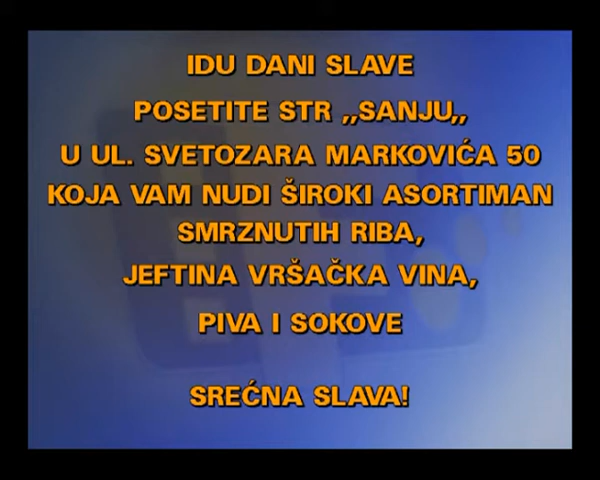 IDU DANI SLAVE
POSETITE STR ,,SANJU,,
U UL. SVETOZARA MARKOVIĆA 50
KOJA VAM NUDI ŠIROKI ASORTIMAN
SMRZNUTIH RIBA,
JEFTINA VRŠAČKA VINA,
PIVA I SOKOVE
SREĆNA SLAVA!